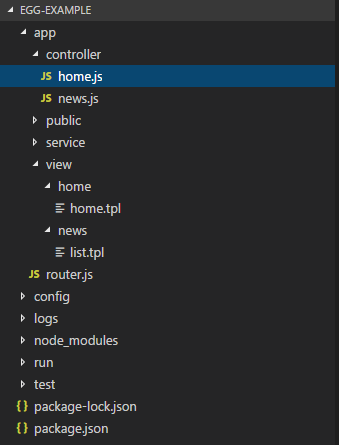 EGG-EXAMPLE
app
controller
JS home.js
JS news.js
public
service
view
home
home.tpl
news
list.tpl
JS router.js
config
logs
node_modules
run
test
{ } package-lock.json
{ } package.json